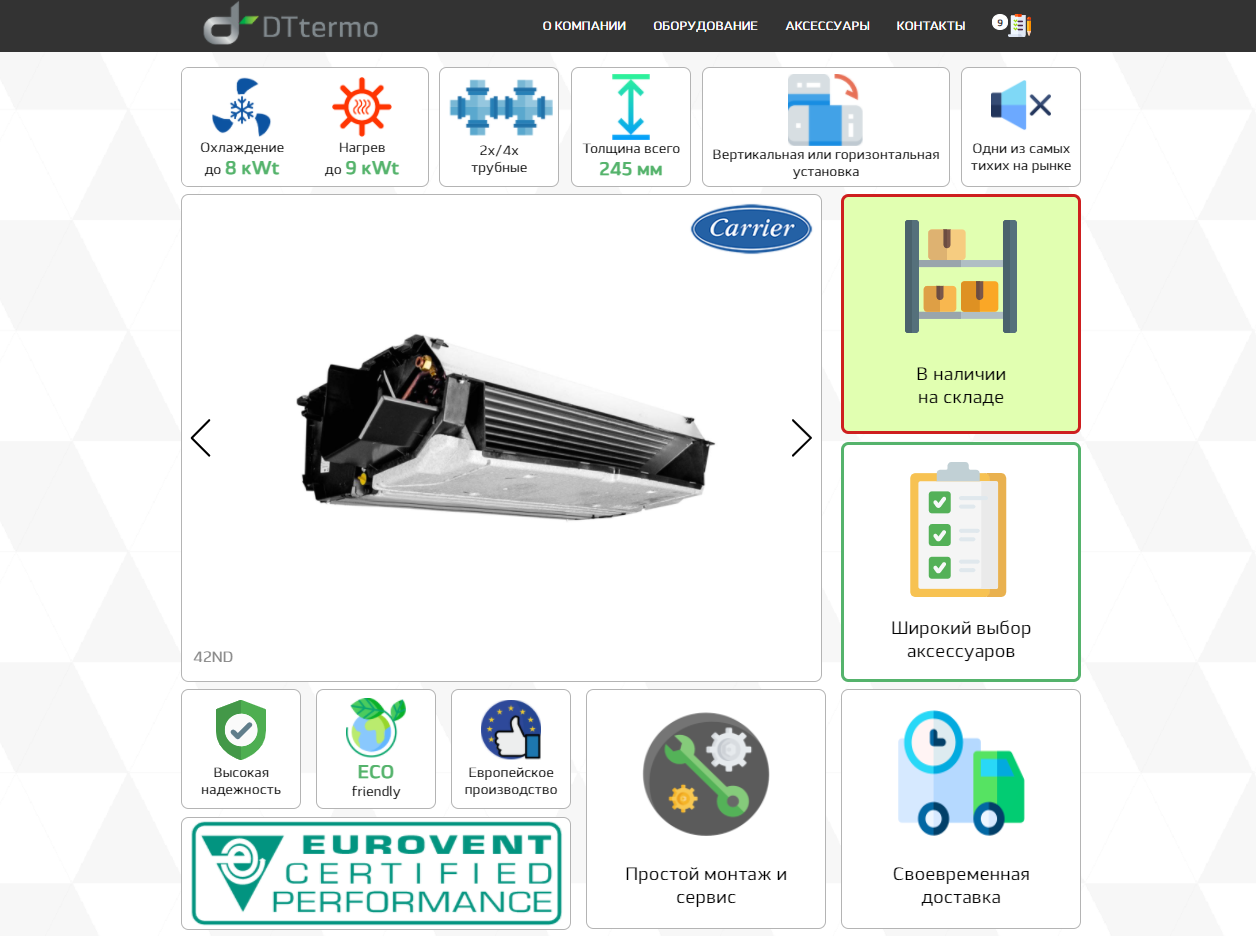 DTtermo
О КОМПАНИИ
ОБОРУДОВАНИЕ
АКСЕССУАРЫ
КОНТАКТЫ
9
Охлаждение
до 8 кWt
Нагрев
до 9 кWt
2х/4х
трубные
Толщина всего
245 мм
Вертикальная или горизонтальная
установка
Одни из самых
тихих на рынке
Carrier
42ND
В наличии
на складе
Широкий выбор
аксессуаров
Высокая
надежность
ECO
friendly
Европейское
производство
EUROVENT
CERTIFIED
PERFORMANCE
Простой монтаж и
сервис
Своевременная
доставка